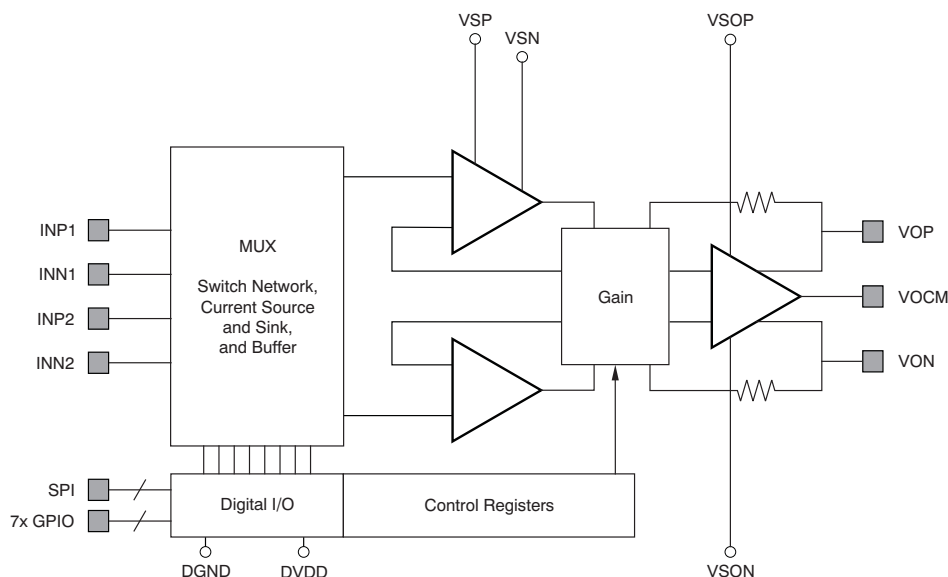 VSP
VSN
VSOP
INP1
INN1
INP2
INN2
MUX
Switch Network,
Current Source
and Sink,
and Buffer
Gain
VOP
VOCM
VON
SPI
7x GPIO
Digital I/O
Control Registers
DGND
DVDD
VSON